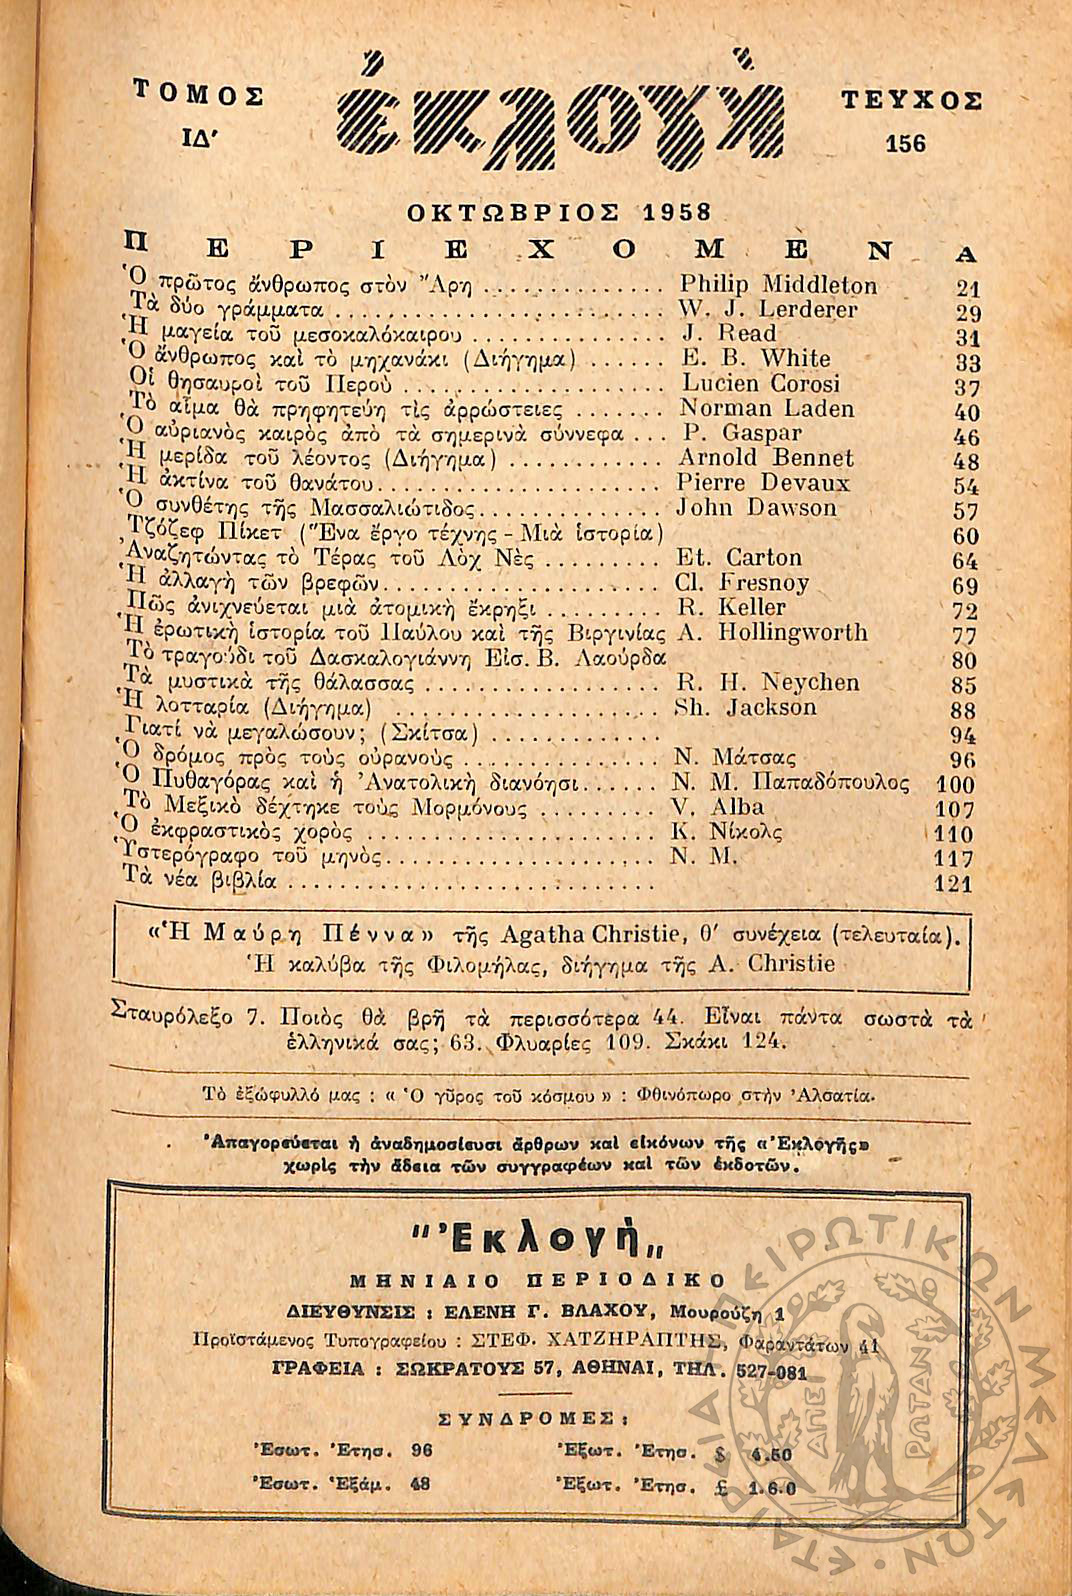 ΤΟΜΟΣ
ΙΔ'
ἐκλογὴ
ΤΕΥΧΟΣ
156
ΟΚΤΩΒΡΙΟΣ 1958
ΠΕΡΙΕΧΟΜΕΝΑ
Ὁ πρῶτος ἄνθρωπος στὸν Ἄρη .............. Philip Middleton 21
Τὰ δύο γράμματα ........................ W. J. Lerderer 29
Ἡ μαγεία τοῦ μεσοκαλόκαιρου ............... J. Read 31
Ὁ ἄνθρωπος καὶ τὸ μηχανάκι (Διήγημα) ...... E. B. White 33
Οἱ θησαυροὶ τοῦ Περοὺ .................... Lucien Corosi 37
Τὸ αἷμα θὰ πρηφητεύη τὶς ἀρρώστειες ....... Norman Laden 40
Ὁ αὐριανὸς καιρὸς ἀπὸ τὰ σημερινὰ σύννεφα ... P. Gaspar 46
Ἡ μερίδα τοῦ λέοντος (Διήγημα) ............ Arnold Bennet 48
Ἡ ἀκτίνα τοῦ θανάτου...................... Pierre Devaux 54
Ὁ συνθέτης τῆς Μασσαλιώτιδος.............. John Dawson 57
Τζόζεφ Πίκετ (Ἕνα ἔργο τέχνης - Μιὰ ἱστορία) 60
Ἀναζητώντας τὸ Τέρας τοῦ Λὸχ Νὲς ......... Et. Carton 64
Ἡ ἀλλαγὴ τῶν βρεφῶν..................... Cl. Fresnoy 69
Πῶς ἀνιχνεύεται μιὰ ἀτομικὴ ἔκρηξι ......... R. Keller 72
Ἡ ἐρωτικὴ ἱστορία τοῦ Παύλου καὶ τῆς Βιργινίας A. Hollingworth 77
Τὸ τραγούδι τοῦ Δασκαλογιάννη Εἰσ. Β. Λαούρδα 80
Τὰ μυστικὰ τῆς θάλασσας .................. R. H. Neychen 85
Ἡ λοτταρία (Διήγημα) .................... Sh. Jackson 88
Γιατί νὰ μεγαλώσουν; (Σκίτσα) ............. 94
Ὁ δρόμος πρὸς τοὺς οὐρανοὺς ............... Ν. Μάτσας 96
Ὁ Πυθαγόρας καὶ ἡ Ἀνατολικὴ διανόησι...... Ν. Μ. Παπαδόπουλος 100
Τὸ Μεξικὸ δέχτηκε τοὺς Μορμόνους ......... V. Alba 107
Ὁ ἐκφραστικὸς χορὸς ...................... Κ. Νίκολς 110
Ὑστερόγραφο τοῦ μηνὸς..................... Ν. Μ. 117
Τὰ νέα βιβλία ............................ 121
«Ἡ Μαύρη Πέννα» τῆς Agatha Christie, θ' συνέχεια (τελευταία).
Ἡ καλύβα τῆς Φιλομήλας, διήγημα τῆς A. Christie
Σταυρόλεξο 7. Ποιὸς θὰ βρῆ τὰ περισσότερα 44. Εἶναι πάντα σωστὰ τὰ
ἑλληνικά σας; 63. Φλυαρίες 109. Σκάκι 124.
Τὸ ἐξώφυλλό μας : « Ὁ γῦρος τοῦ κόσμου » : Φθινόπωρο στὴν Ἀλσατία.
Ἀπαγορεύεται ἡ ἀναδημοσίευσι ἄρθρων καὶ εἰκόνων τῆς «Ἐκλογῆς»
χωρὶς τὴν ἄδεια τῶν συγγραφέων καὶ τῶν ἐκδοτῶν.
"Ἐκλογὴ„
ΜΗΝΙΑΙΟ ΠΕΡΙΟΔΙΚΟ
ΔΙΕΥΘΥΝΣΙΣ : ΕΛΕΝΗ Γ. ΒΛΑΧΟΥ, Μουρούζη 1
Προϊστάμενος Τυπογραφείου : ΣΤΕΦ. ΧΑΤΖΗΡΑΠΤΗΣ, Φαραντάτων 41
ΓΡΑΦΕΙΑ : ΣΩΚΡΑΤΟΥΣ 57, ΑΘΗΝΑΙ, ΤΗΛ. 527-081
ΣΥΝΔΡΟΜΕΣ :
Ἐσωτ. Ἐτησ. 96 Ἐξωτ. Ἐτησ. $ 4.50
Ἐσωτ. Ἑξάμ. 48 Ἐξωτ. Ἐτησ. £ 1.6.0
ΕΤΑΙΡΕΙΑ ΗΠΕΙΡΩΤΙΚΩΝ ΜΕΛΕΤΩΝ
ΑΠΕΙ ΡΩΤΑΝ